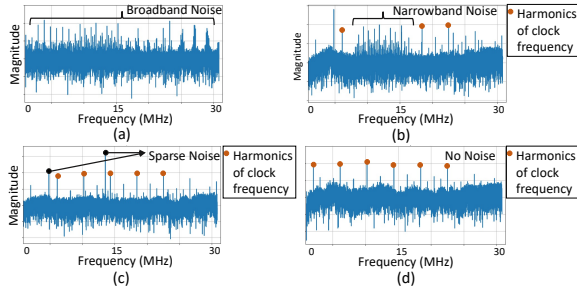 Broadband Noise
Magnitude
0 15 30
Frequency (MHz)
(a)
Narrowband Noise
Harmonics
of clock
frequency
Magnitude
0 15 30
Frequency (MHz)
(b)
Sparse Noise
Harmonics
of clock
frequency
Magnitude
0 15 30
Frequency (MHz)
(c)
No Noise
Harmonics
of clock
frequency
Magnitude
0 15 30
Frequency (MHz)
(d)